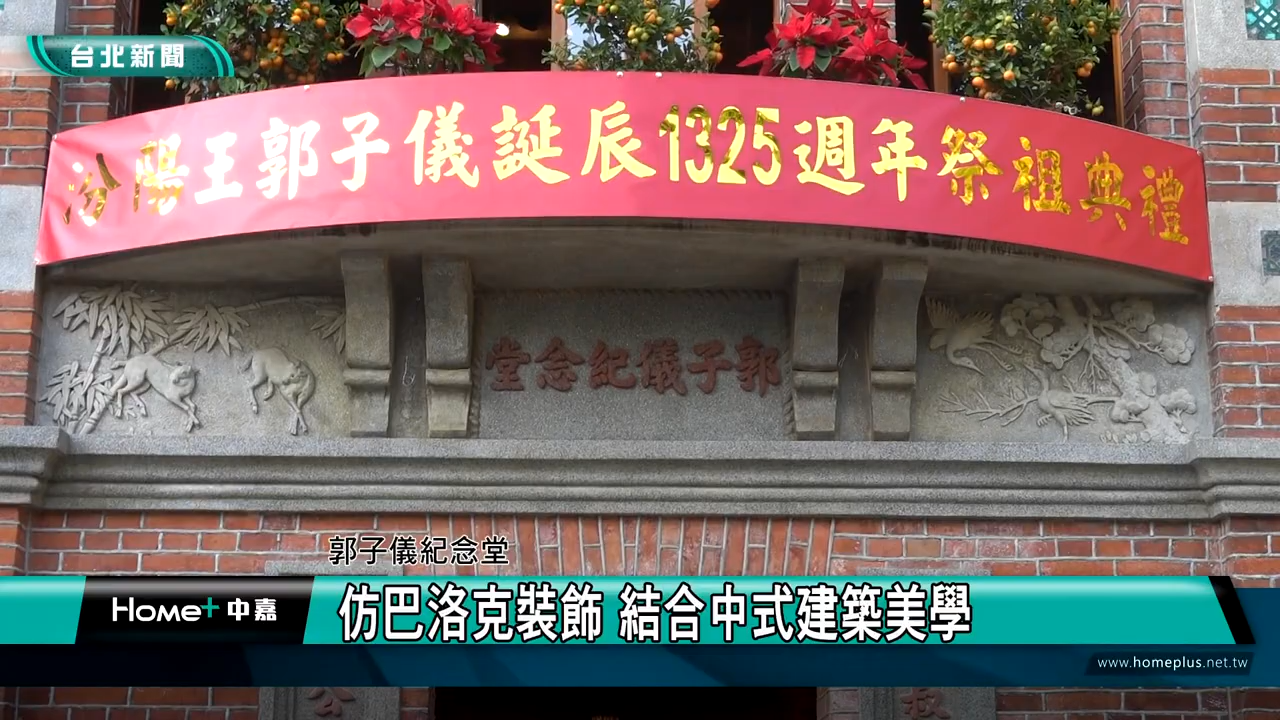 台北新聞
汾陽王郭子儀誕辰1325週年祭祖典禮
堂念紀儀子郭
郭子儀紀念堂
Home+中嘉
仿巴洛克裝飾 結合中式建築美學
www.homeplus.net.tw
公
叔